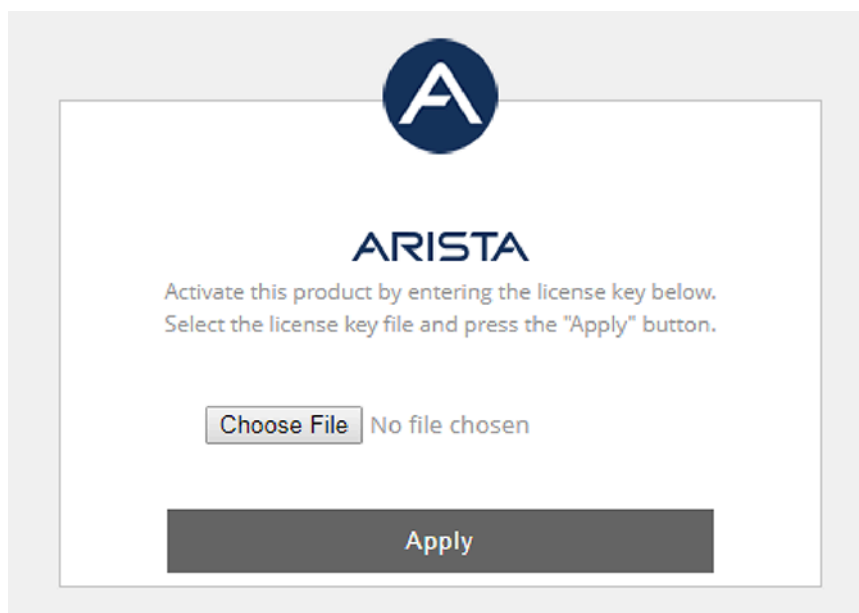 ARISTA
Activate this product by entering the license key below.
Select the license key file and press the "Apply" button.
Choose File No file chosen
Apply